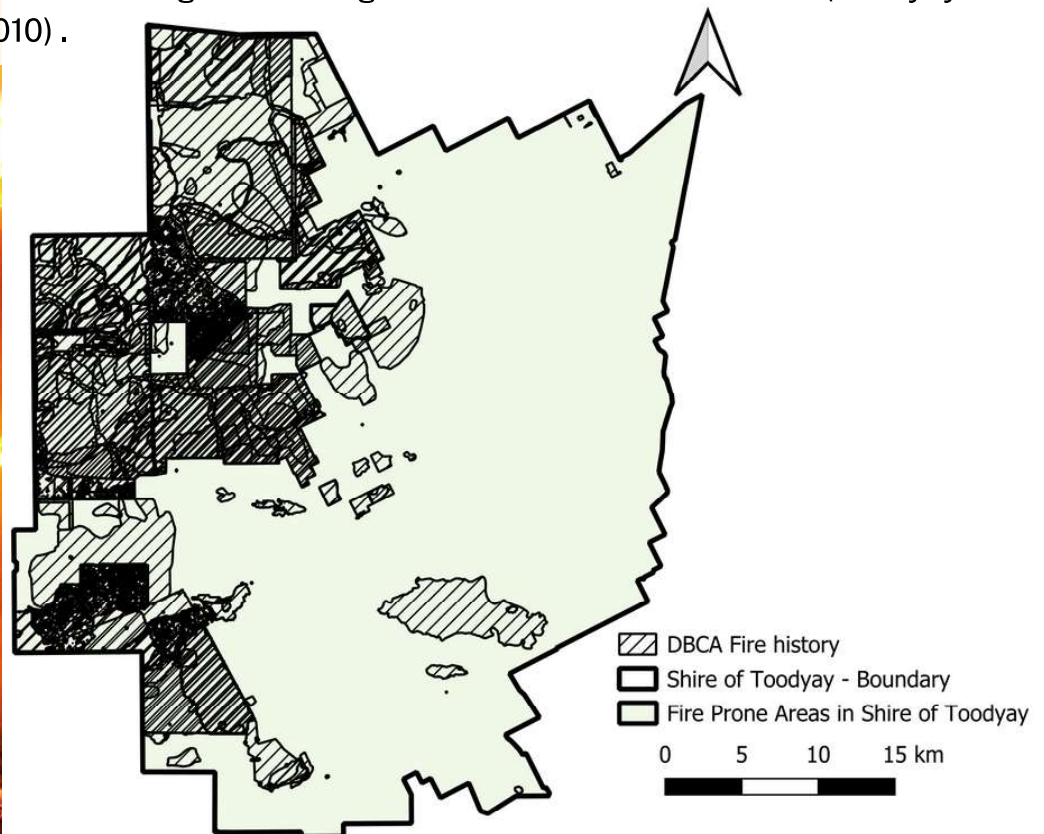 010).
DBCA Fire history
Shire of Toodyay - Boundary
Fire Prone Areas in Shire of Toodyay
0 5 10 15 km